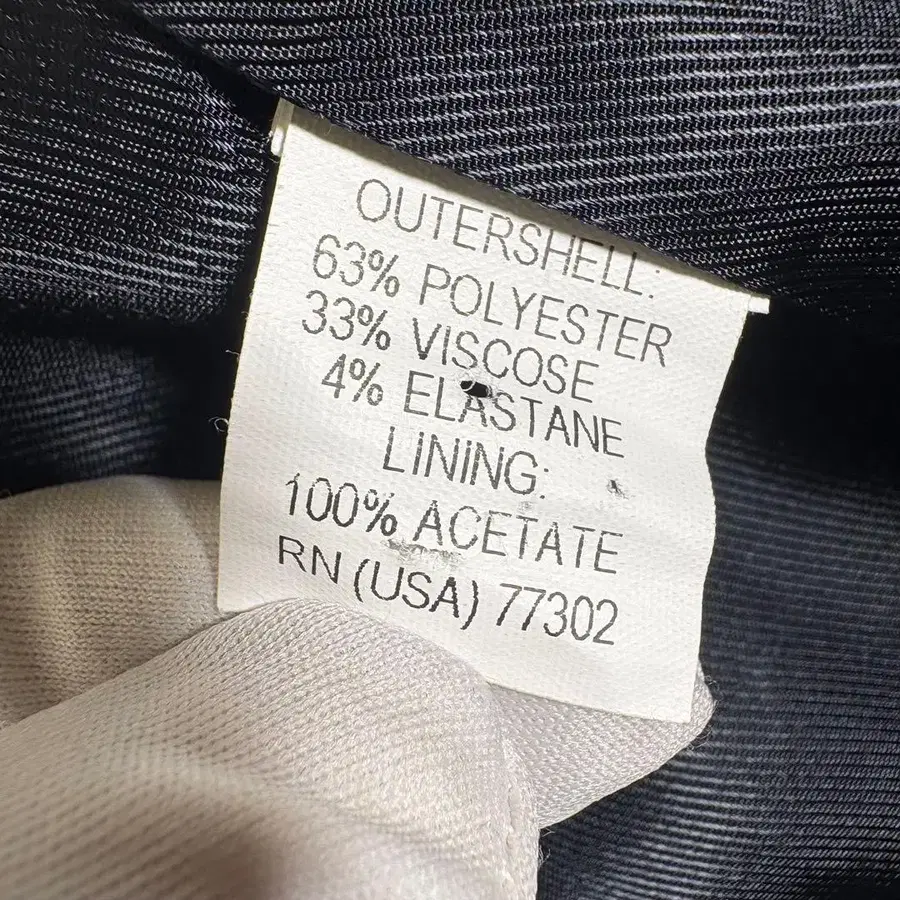 OUTERSHELL:
63% POLYESTER
33% VISCOSE
4% ELASTANE
LINING:
100% ACETATE
RN (USA) 77302